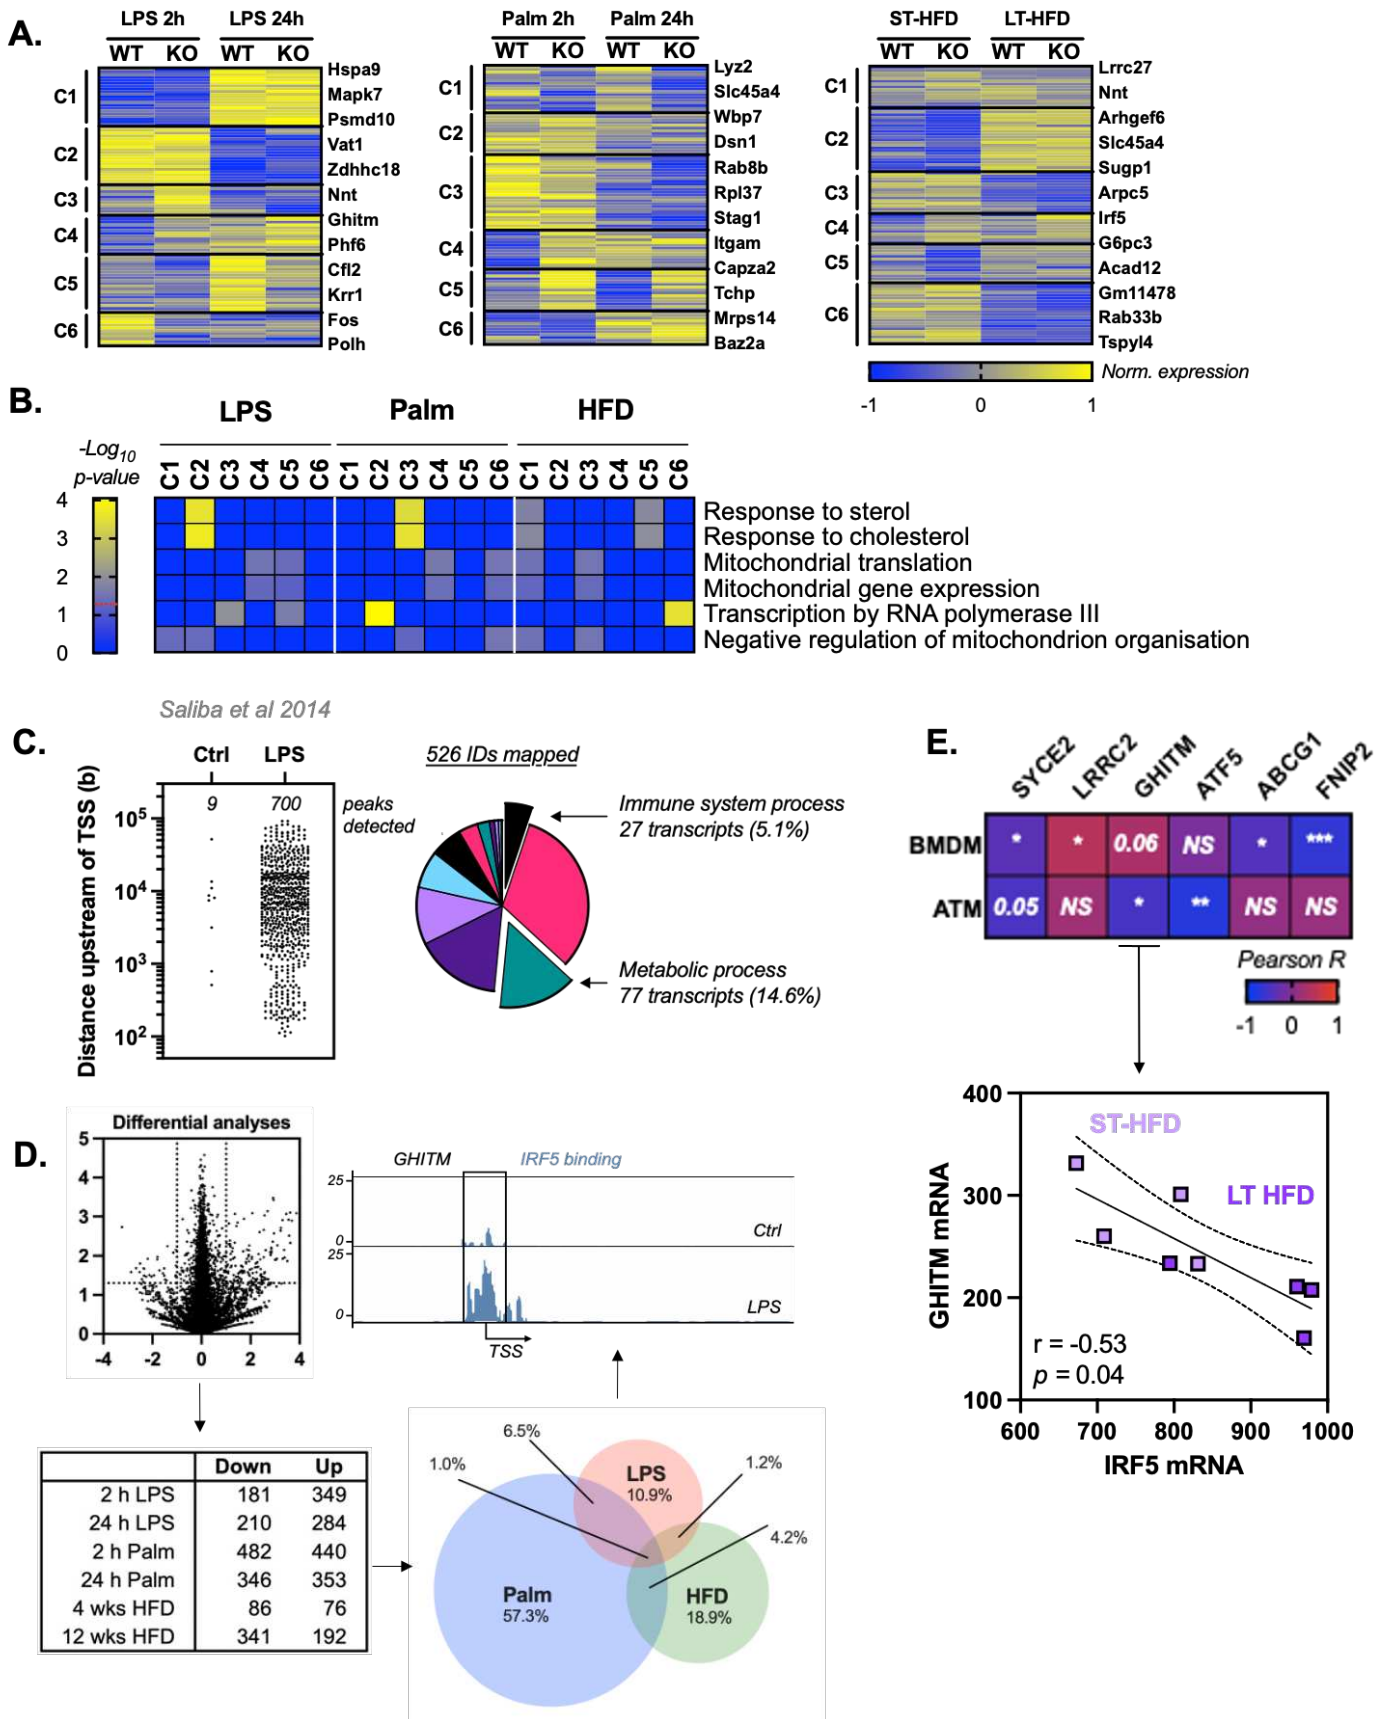 A.
LPS 2h LPS 24h
WT KO WT KO
C1
C2
C3
C4
C5
C6
Hspa9
Mapk7
Psmd10
Vat1
Zdhhc18
Nnt
Ghitm
Phf6
Cfl2
Krr1
Fos
Polh
Palm 2h Palm 24h
WT KO WT KO
C1
C2
C3
C4
C5
C6
Lyz2
Slc45a4
Wbp7
Dsn1
Rab8b
Rpl37
Stag1
Itgam
Capza2
Tchp
Mrps14
Baz2a
ST-HFD LT-HFD
WT KO WT KO
C1
C2
C3
C4
C5
C6
Lrrc27
Nnt
Arhgef6
Slc45a4
Sugp1
Arpc5
Irf5
G6pc3
Acad12
Gm11478
Rab33b
Tspyl4
Norm. expression
-1 0 1
B.
LPS Palm HFD
-Log10
p-value
4
3
2
1
0
C1 C2 C3 C4 C5 C6 C1 C2 C3 C4 C5 C6 C1 C2 C3 C4 C5 C6
Response to sterol
Response to cholesterol
Mitochondrial translation
Mitochondrial gene expression
Transcription by RNA polymerase III
Negative regulation of mitochondrion organisation
Saliba et al 2014
C.
Ctrl LPS
9 700 peaks
detected
Distance upstream of TSS (b)
10^5
10^4
10^3
10^2
526 IDs mapped
Immune system process
27 transcripts (5.1%)
Metabolic process
77 transcripts (14.6%)
D.
Differential analyses
5
4
3
2
1
0
-4 -2 0 2 4
GHITM IRF5 binding
25
0
Ctrl
25
0
LPS
TSS
Down Up
2 h LPS 181 349
24 h LPS 210 284
2 h Palm 482 440
24 h Palm 346 353
4 wks HFD 86 76
12 wks HFD 341 192
6.5%
1.0%
LPS
10.9%
1.2%
4.2%
Palm
57.3%
HFD
18.9%
E.
SYCE2 LRRC2 GHITM ATF5 ABCG1 FNIP2
BMDM * * 0.06 NS * ***
ATM 0.05 NS * ** NS NS
Pearson R
-1 0 1
GHITM mRNA
400
300
200
100
ST-HFD
LT HFD
r = -0.53
p = 0.04
600 700 800 900 1000
IRF5 mRNA